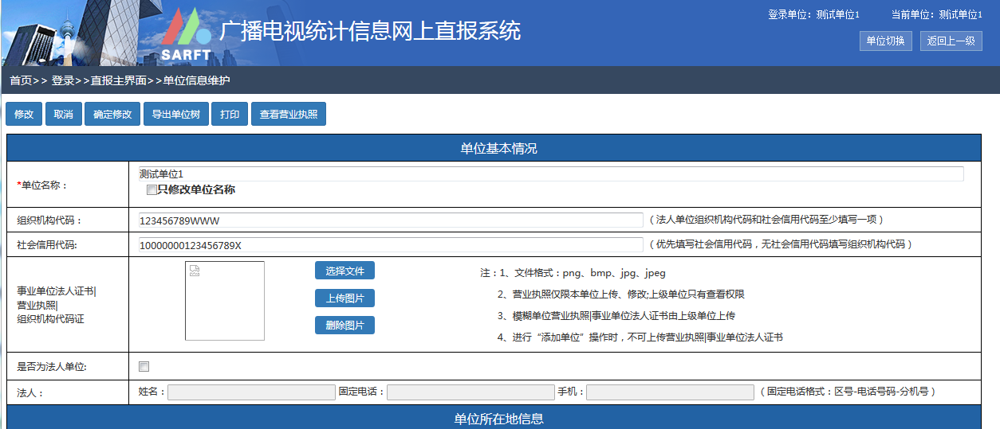 登录单位：测试单位1 当前单位：测试单位1
广播电视统计信息网上直报系统
SARFT
单位切换 返回上一级
首页>> 登录>>直报主界面>>单位信息维护
修改 取消 确定修改 导出单位树 打印 查看营业执照
单位基本情况
*单位名称：
测试单位1
只修改单位名称
组织机构代码： 123456789WWW （法人单位组织机构代码和社会信用代码至少填写一项）
社会信用代码: 10000000123456789X （优先填写社会信用代码，无社会信用代码填写组织机构代码）
事业单位法人证书|
营业执照|
组织机构代码证
选择文件
上传图片
删除图片
注：1、文件格式：png、bmp、jpg、jpeg
2、营业执照仅限本单位上传、修改;上级单位只有查看权限
3、模糊单位营业执照|事业单位法人证书由上级单位上传
4、进行“添加单位”操作时，不可上传营业执照|事业单位法人证书
是否为法人单位:
法人： 姓名： 固定电话： 手机： （固定电话格式：区号-电话号码-分机号）
单位所在地信息